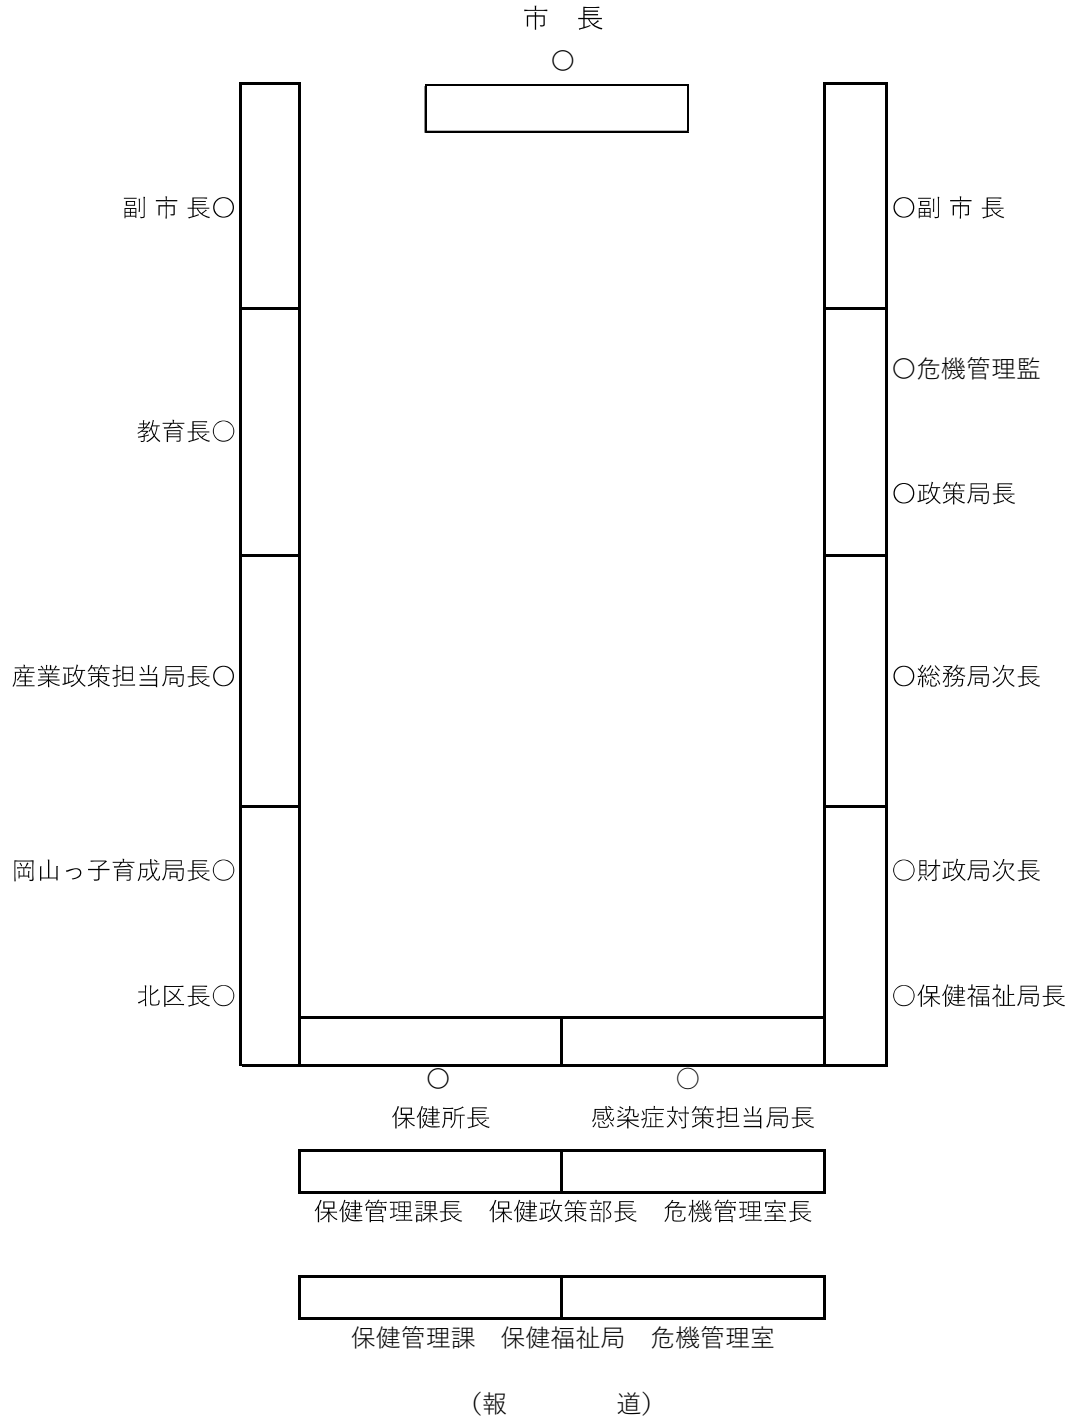 市　長
○
副 市 長○
○副 市 長
○危機管理監
教育長○
○政策局長
産業政策担当局長○
○総務局次長
岡山っ子育成局長○
○財政局次長
北区長○
○保健福祉局長
○　○
保健所長　感染症対策担当局長
保健管理課長　保健政策部長　危機管理室長
保健管理課　保健福祉局　危機管理室
（報　　　　道）